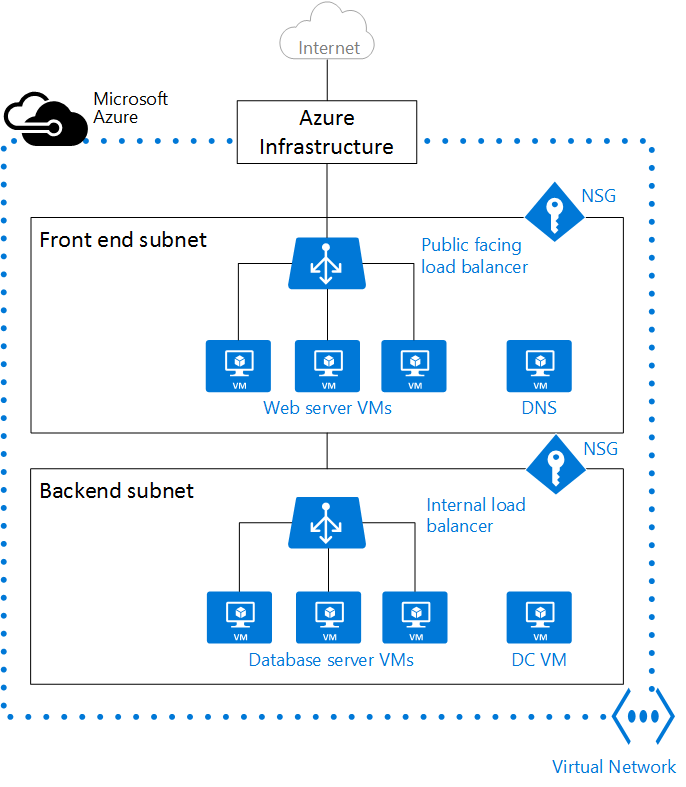 Internet
Microsoft
Azure
Azure
Infrastructure
NSG
Front end subnet
Public facing
load balancer
VM
VM
VM
VM
Web server VMs
DNS
NSG
Backend subnet
Internal load
balancer
VM
VM
VM
VM
Database server VMs
DC VM
Virtual Network